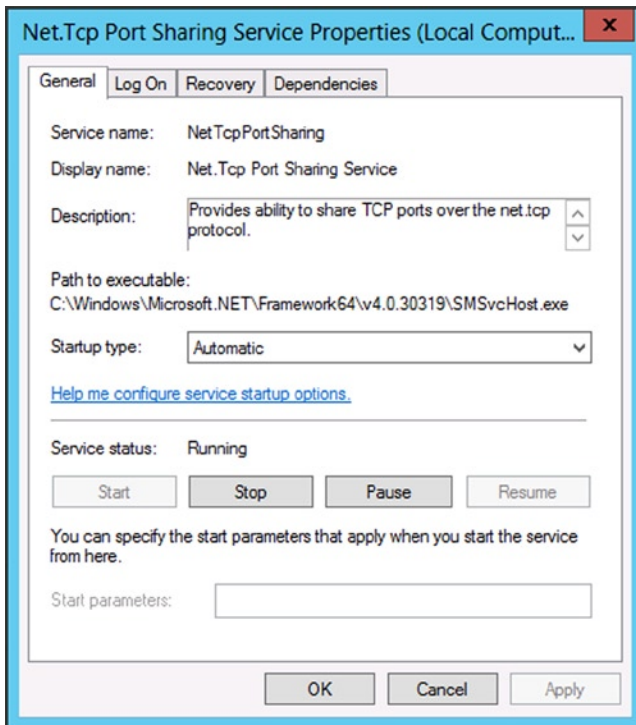 Net.Tcp Port Sharing Service Properties (Local Comput...
x
General Log On Recovery Dependencies
Service name: NetTcpPortSharing
Display name: Net.Tcp Port Sharing Service
Description: Provides ability to share TCP ports over the net.tcp
protocol.
Path to executable:
C:\Windows\Microsoft.NET\Framework64\v4.0.30319\SMSvcHost.exe
Startup type: Automatic
Help me configure service startup options.
Service status: Running
Start Stop Pause Resume
You can specify the start parameters that apply when you start the service
from here.
Start parameters:
OK Cancel Apply